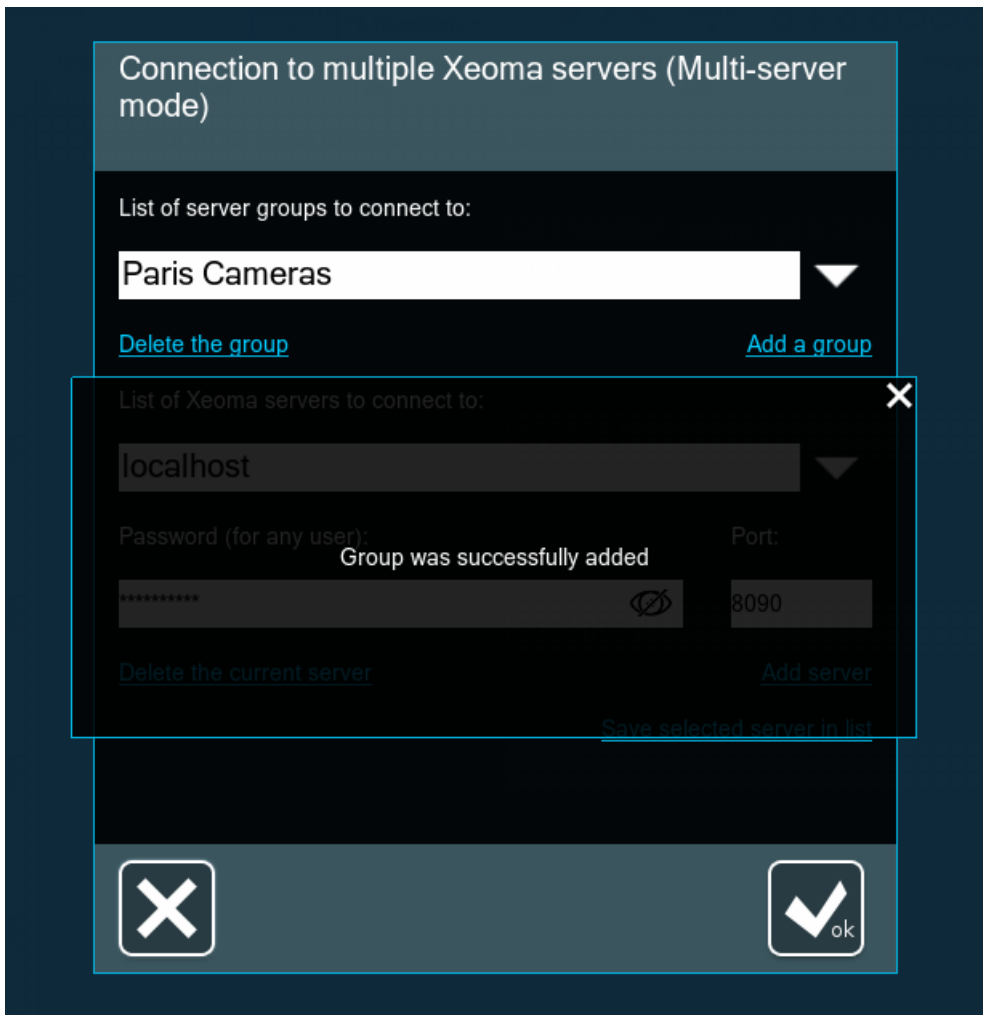 Connection to multiple Xeoma servers (Multi-server
mode)
List of server groups to connect to:
Paris Cameras
Delete the group
Add a group
List of Xeoma servers to connect to:
localhost
Password (for any user):
Port:
Group was successfully added
**********
8090
Delete the current server
Add server
Save selected server in list
ok